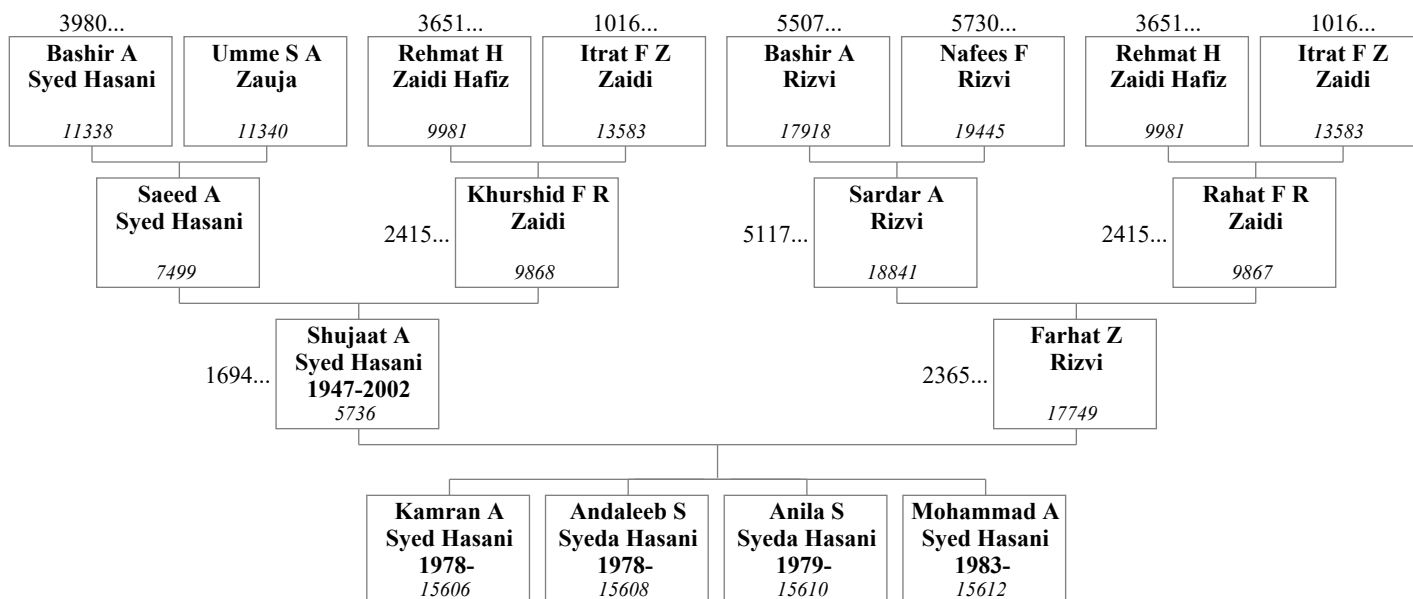 3980...
3651...
1016...
5507...
5730...
3651...
1016...
Bashir A
Syed Hasani
11338
Umme S A
Zauja
11340
Rehmat H
Zaidi Hafiz
9981
Itrat F Z
Zaidi
13583
Bashir A
Rizvi
17918
Nafees F
Rizvi
19445
Rehmat H
Zaidi Hafiz
9981
Itrat F Z
Zaidi
13583
Saeed A
Syed Hasani
7499
2415...
Khurshid F R
Zaidi
9868
5117...
Sardar A
Rizvi
18841
2415...
Rahat F R
Zaidi
9867
1694...
Shujaat A
Syed Hasani
1947-2002
5736
2365...
Farhat Z
Rizvi
17749
Kamran A
Syed Hasani
1978-
15606
Andaleeb S
Syeda Hasani
1978-
15608
Anila S
Syeda Hasani
1979-
15610
Mohammad A
Syed Hasani
1983-
15612